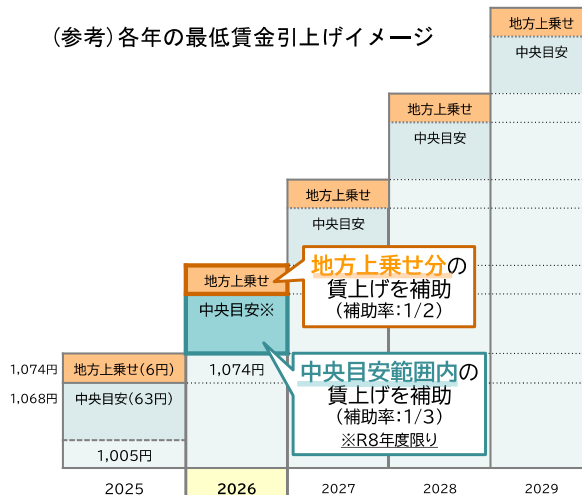 (参考)各年の最低賃金引上げイメージ
地方上乗せ
中央目安
地方上乗せ
中央目安
地方上乗せ
中央目安
地方上乗せ
中央目安※
地方上乗せ分の
賃上げを補助
(補助率:1/2)
1,074円
地方上乗せ(6円)
1,074円
1,068円
中央目安(63円)
中央目安範囲内の
賃上げを補助
(補助率:1/3)
※R8年度限り
1,005円
2025
2026
2027
2028
2029